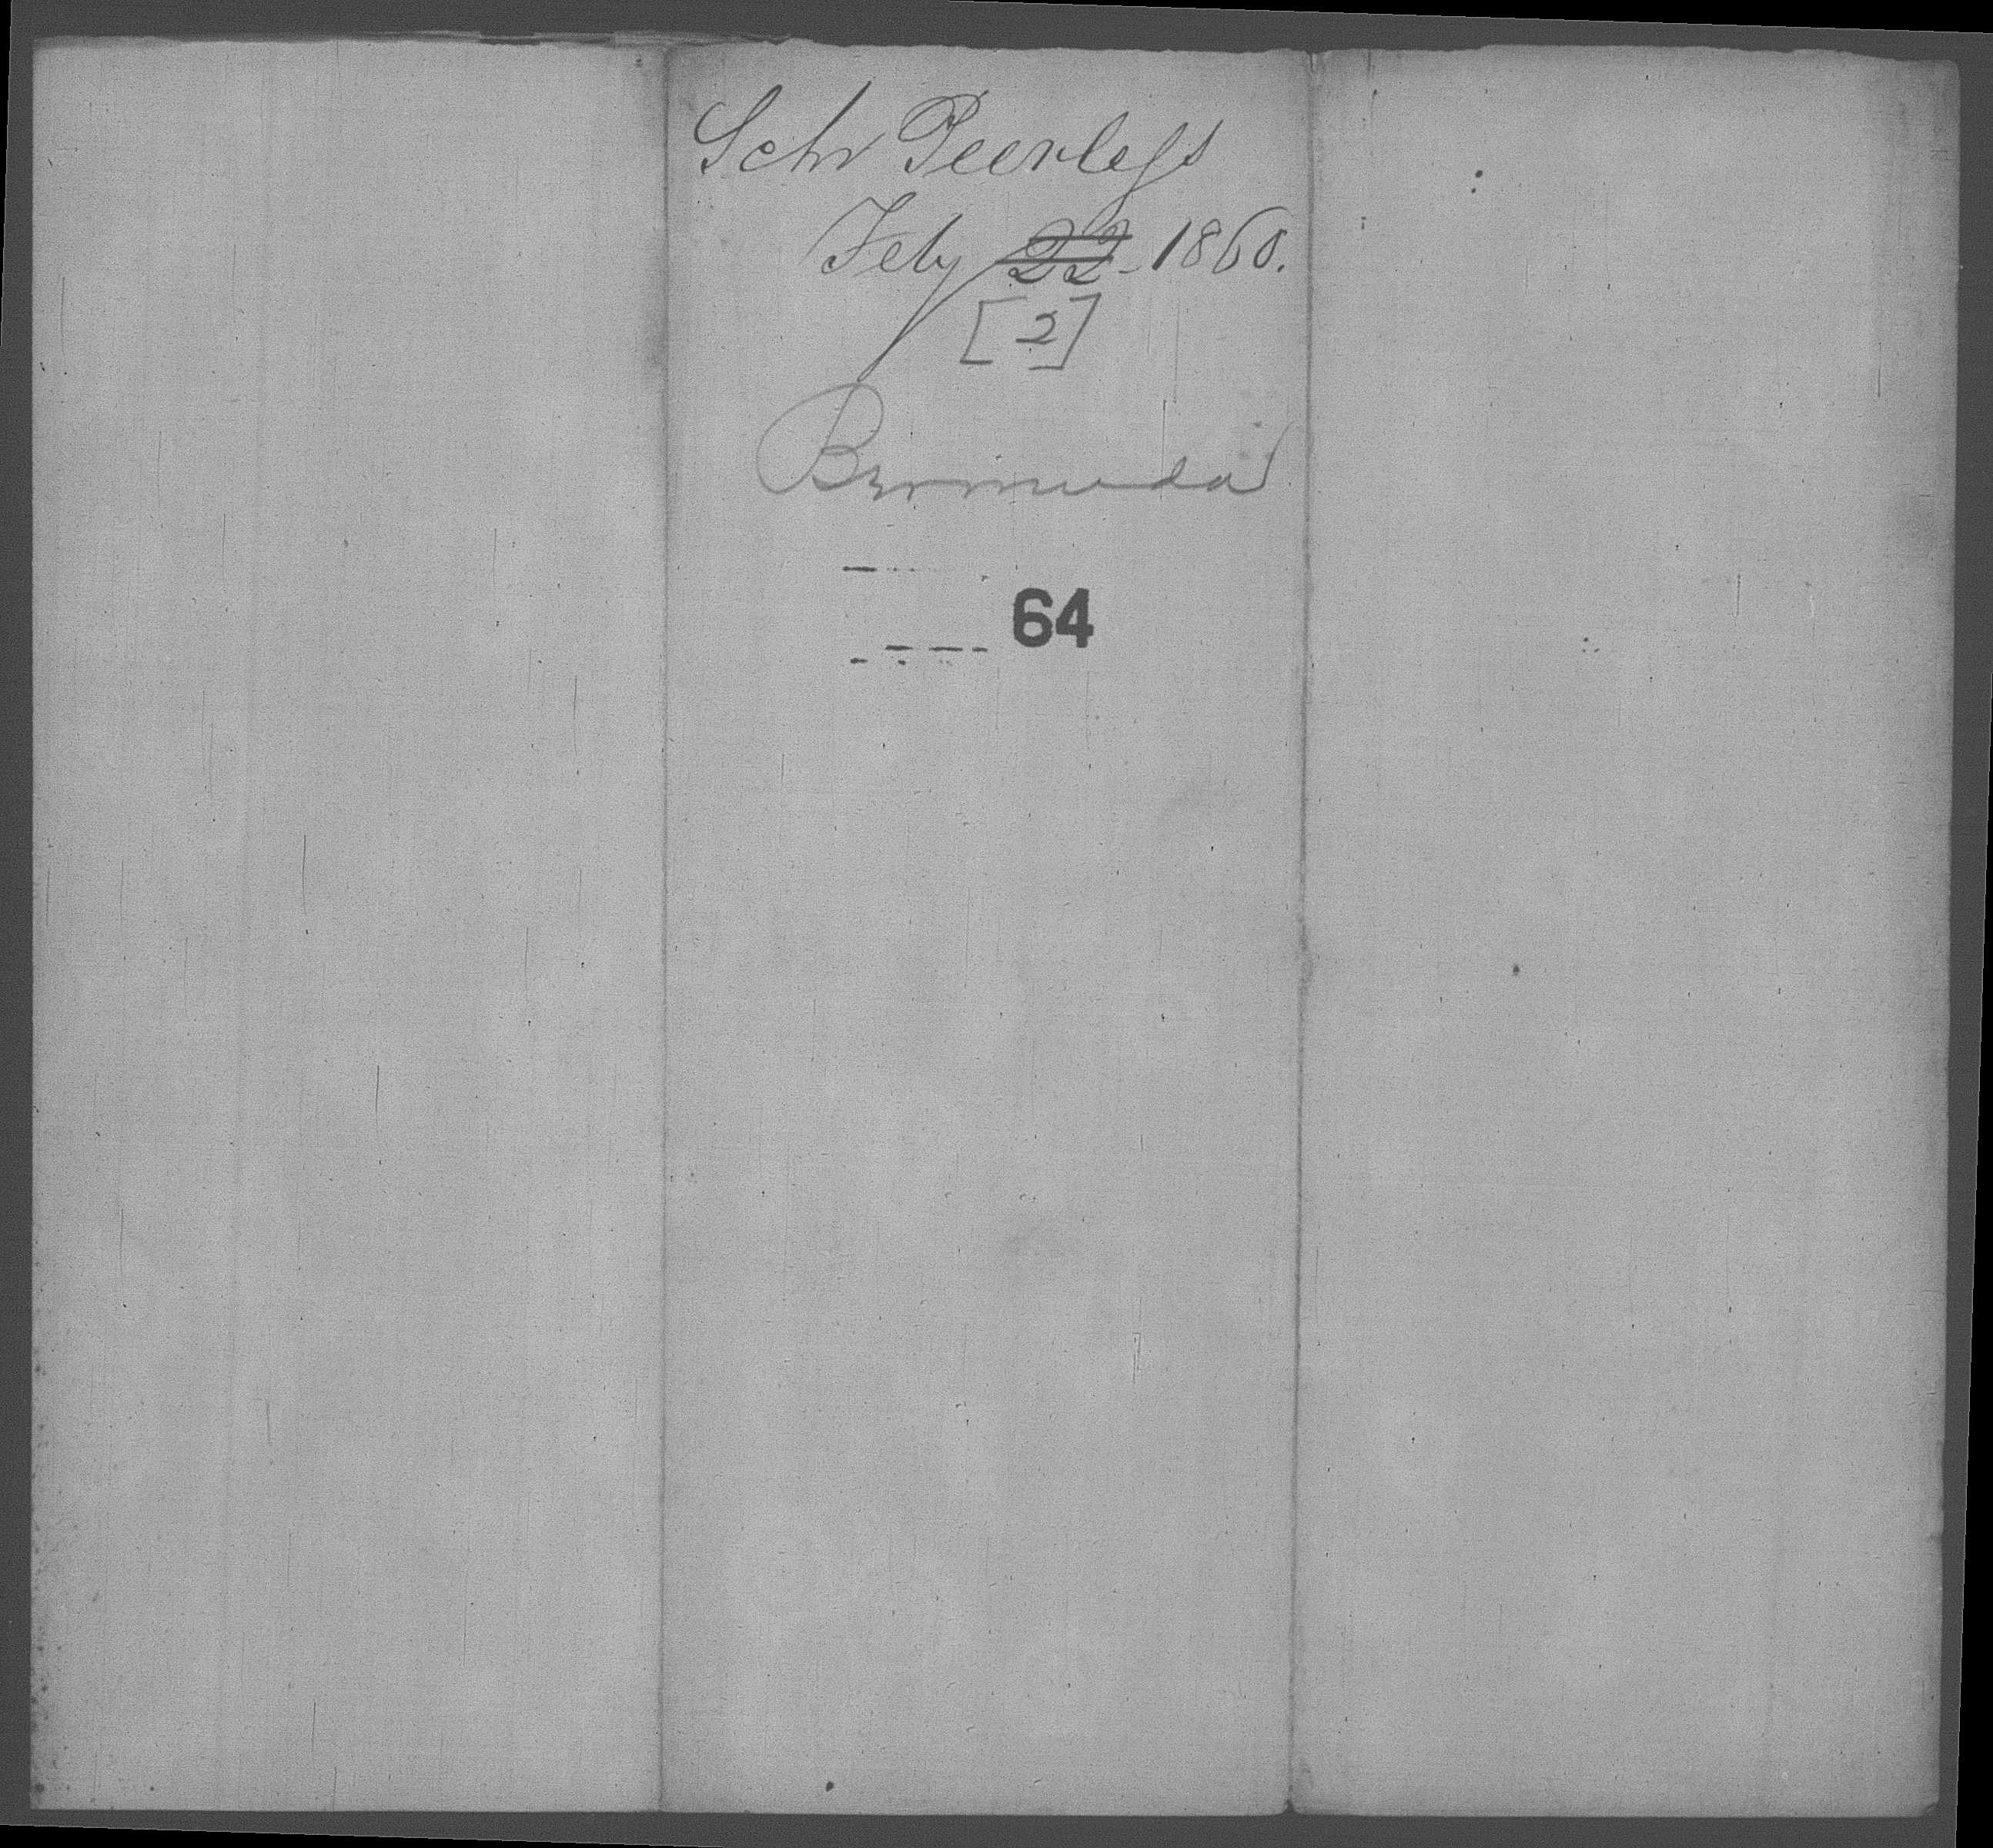 Schr Peerless
Feby 22 - 1860.
[2]
Bermuda
64